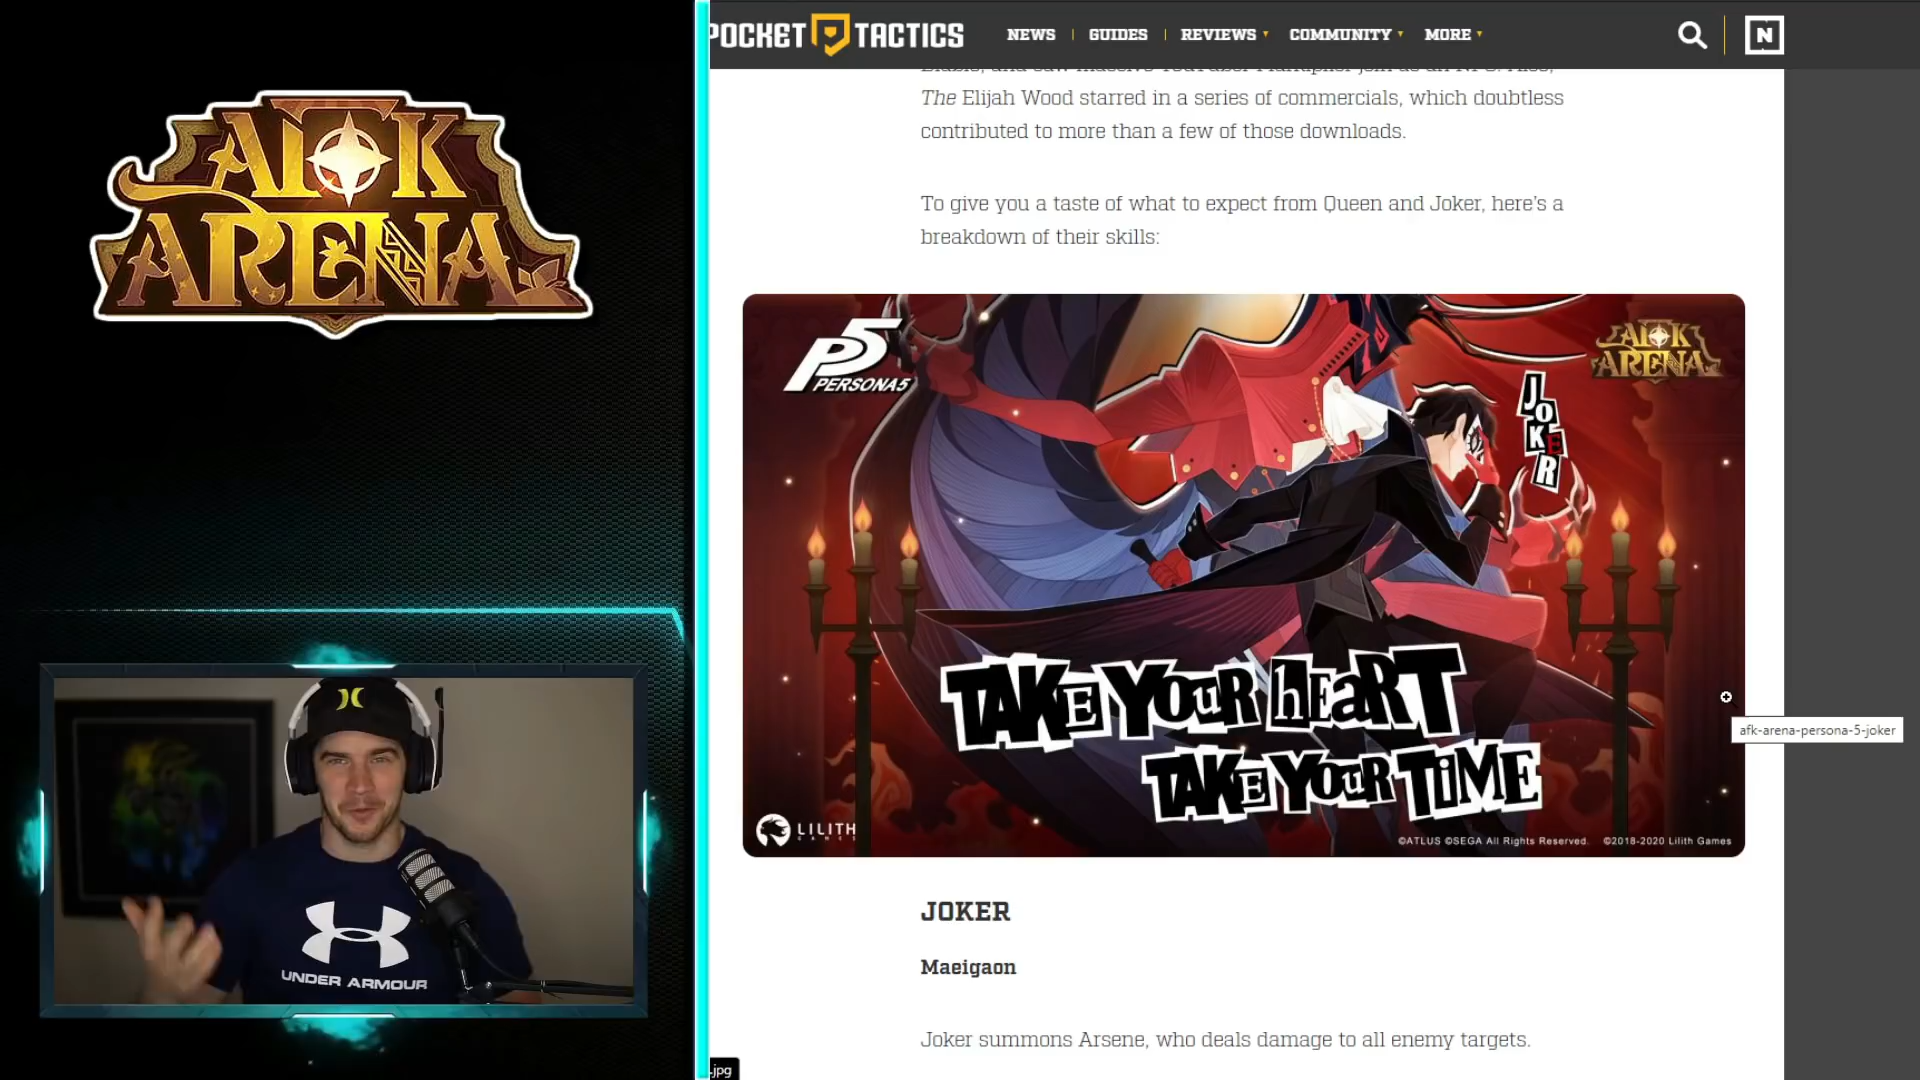 AFK
ARENA
UNDER ARMOUR
POCKET TACTICS
NEWS
GUIDES
REVIEWS
COMMUNITY
MORE
N
The Elijah Wood starred in a series of commercials, which doubtless
contributed to more than a few of those downloads.
To give you a taste of what to expect from Queen and Joker, here's a
breakdown of their skills:
P5
PERSONA5
AFK
ARENA
JOKER
TAKE YOUR hEaRT
TAKE YOUR TiME
LILITH
GAMES
©ATLUS ©SEGA All Rights Reserved. ©2018-2020 Lilith Games
afk-arena-persona-5-joker
JOKER
Maeigaon
Joker summons Arsene, who deals damage to all enemy targets.
.jpg